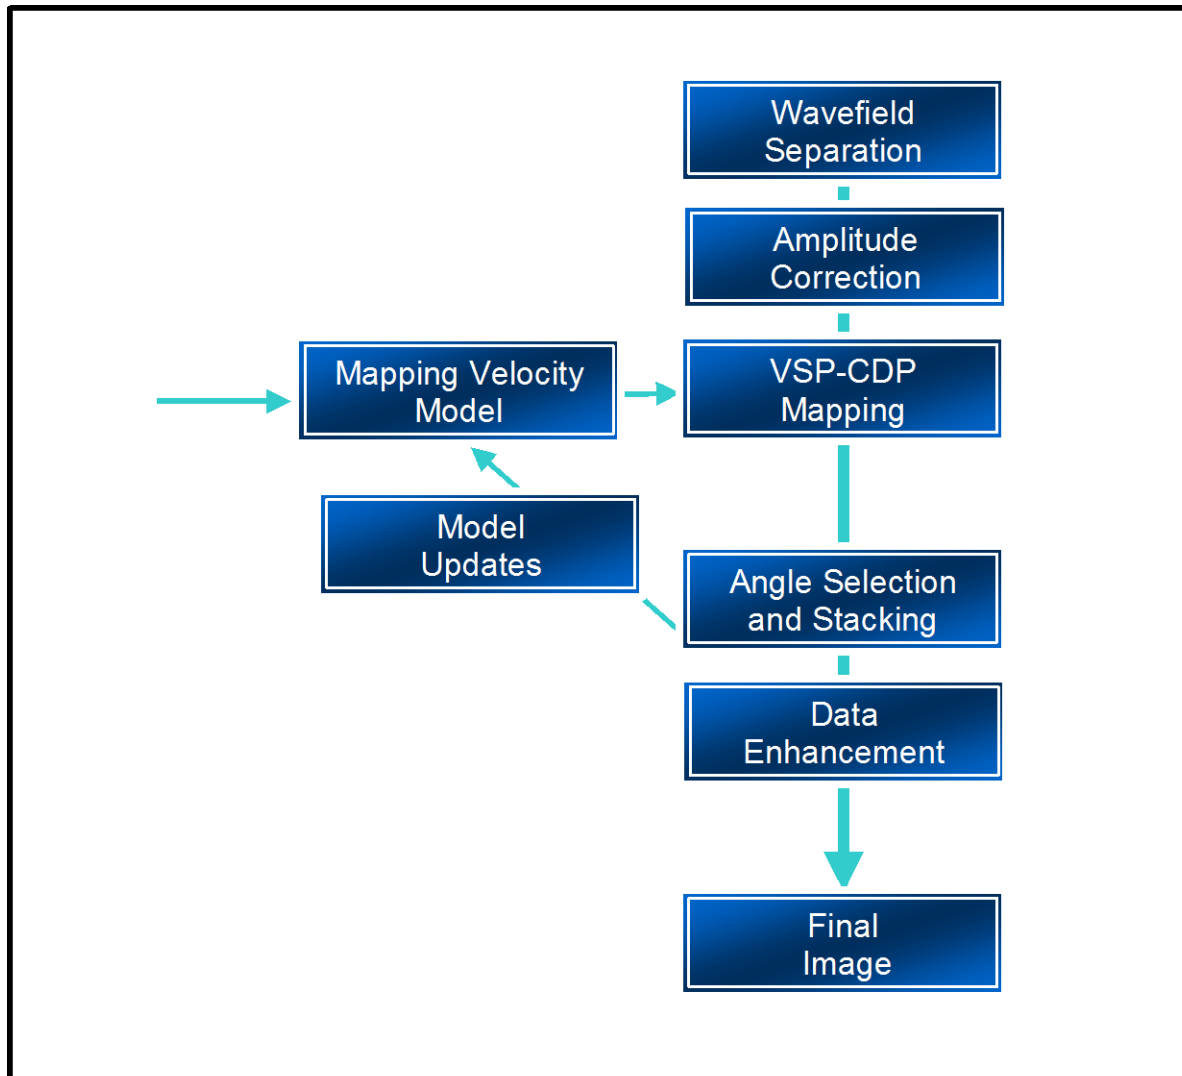 Wavefield
Separation
Amplitude
Correction
Mapping Velocity
Model
VSP-CDP
Mapping
Model
Updates
Angle Selection
and Stacking
Data
Enhancement
Final
Image